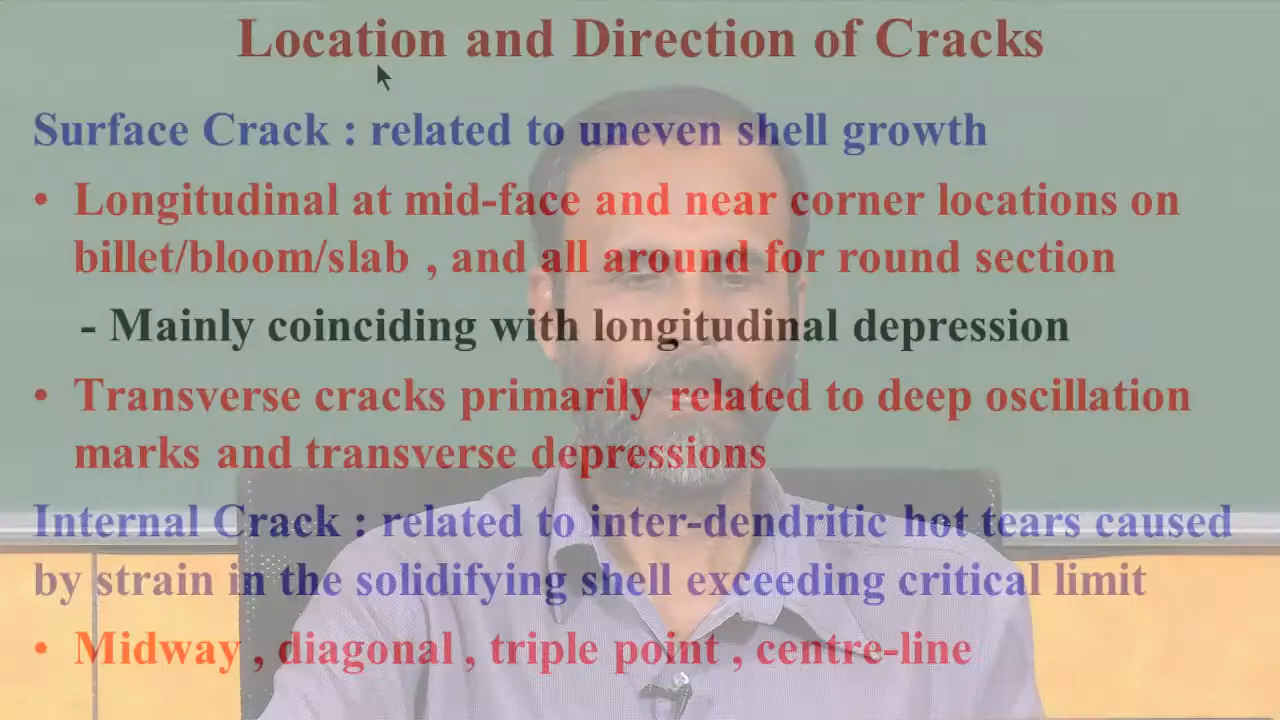 Location and Direction of Cracks
Surface Crack : related to uneven shell growth
• Longitudinal at mid-face and near corner locations on
billet/bloom/slab , and all around for round section
- Mainly coinciding with longitudinal depression
• Transverse cracks primarily related to deep oscillation
marks and transverse depressions
Internal Crack : related to inter-dendritic hot tears caused
by strain in the solidifying shell exceeding critical limit
• Midway , diagonal , triple point , centre-line